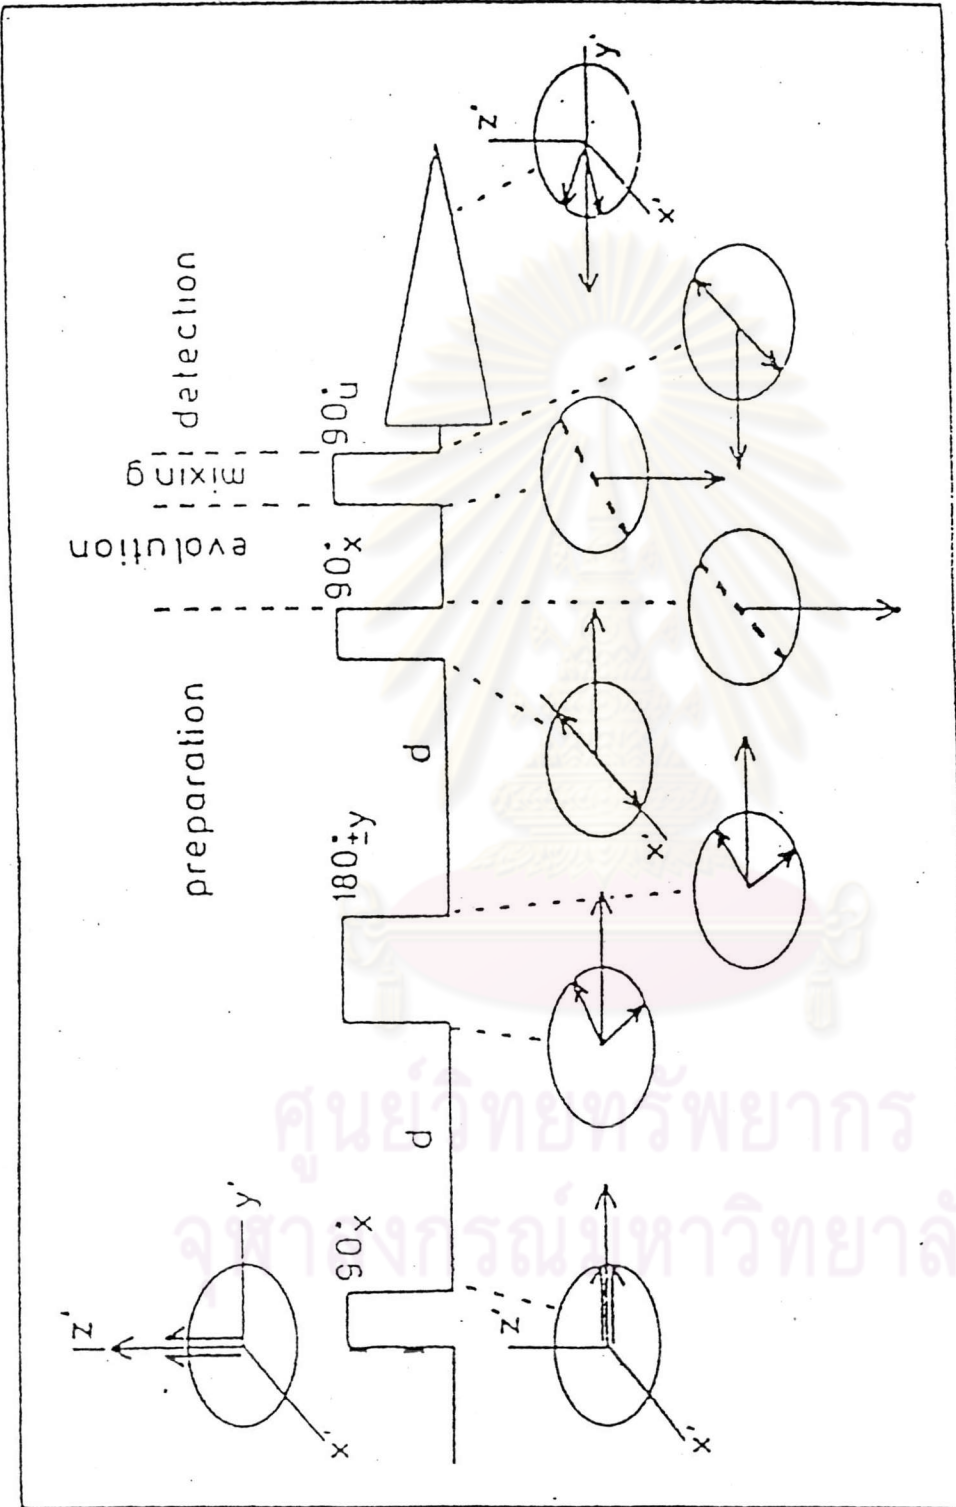 preparation
evolution
mixing
detection
90°x
180°±y
90°x
90°u
d
d
z'
y'
x'
z'
x'
x'
z'
y'
x'
ศูนย์วิทยทรัพยากร
จุฬาลงกรณ์มหาวิทยาลั